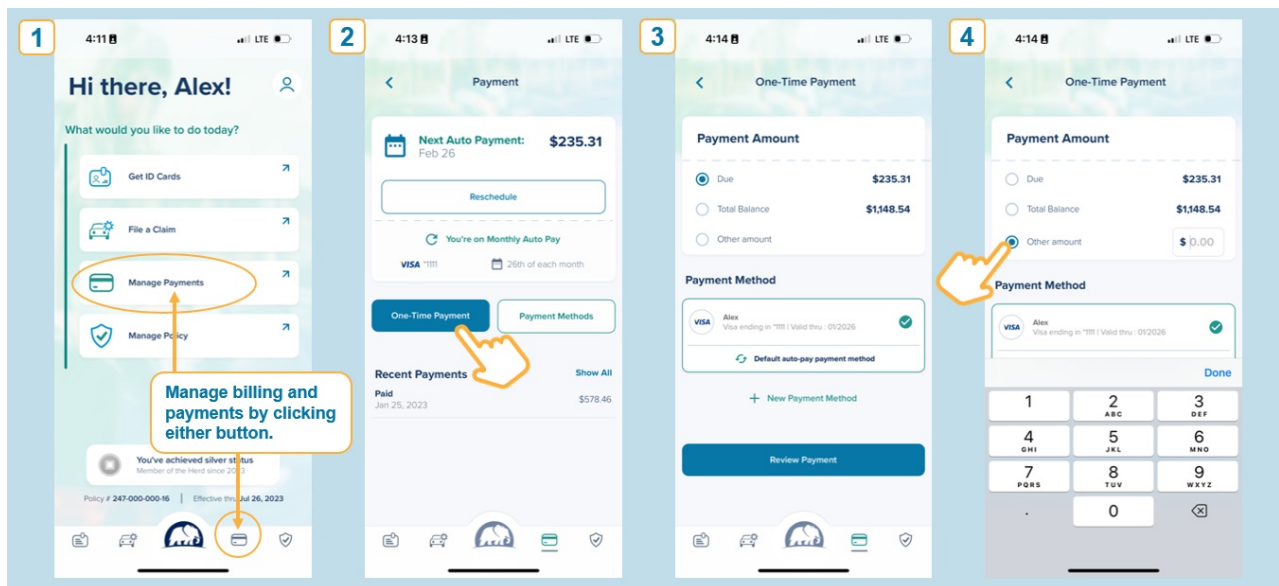 1
4:11
LTE
Hi there, Alex!
What would you like to do today?
Get ID Cards
File a Claim
Manage Payments
Manage Policy
Manage billing and
payments by clicking
either button.
You've achieved silver status
Member of the Herd since 2023
Policy # 247-000-000-16 | Effective thru Jul 26, 2023
2
4:13
LTE
Payment
Next Auto Payment: $235.31
Feb 26
Reschedule
You're on Monthly Auto Pay
VISA *1111 26th of each month
One-Time Payment Payment Methods
Recent Payments Show All
Paid
Jan 25, 2023 $578.46
3
4:14
LTE
One-Time Payment
Payment Amount
Due $235.31
Total Balance $1,148.54
Other amount
Payment Method
VISA Alex
Visa ending in *1111 | Valid thru : 01/2026
Default auto-pay payment method
+ New Payment Method
Review Payment
4
4:14
LTE
One-Time Payment
Payment Amount
Due $235.31
Total Balance $1,148.54
Other amount $ 0.00
Payment Method
VISA Alex
Visa ending in *1111 | Valid thru : 01/2026
Done
1 2 3
ABC DEF
4 5 6
GHI JKL MNO
7 8 9
PQRS TUV WXYZ
. 0